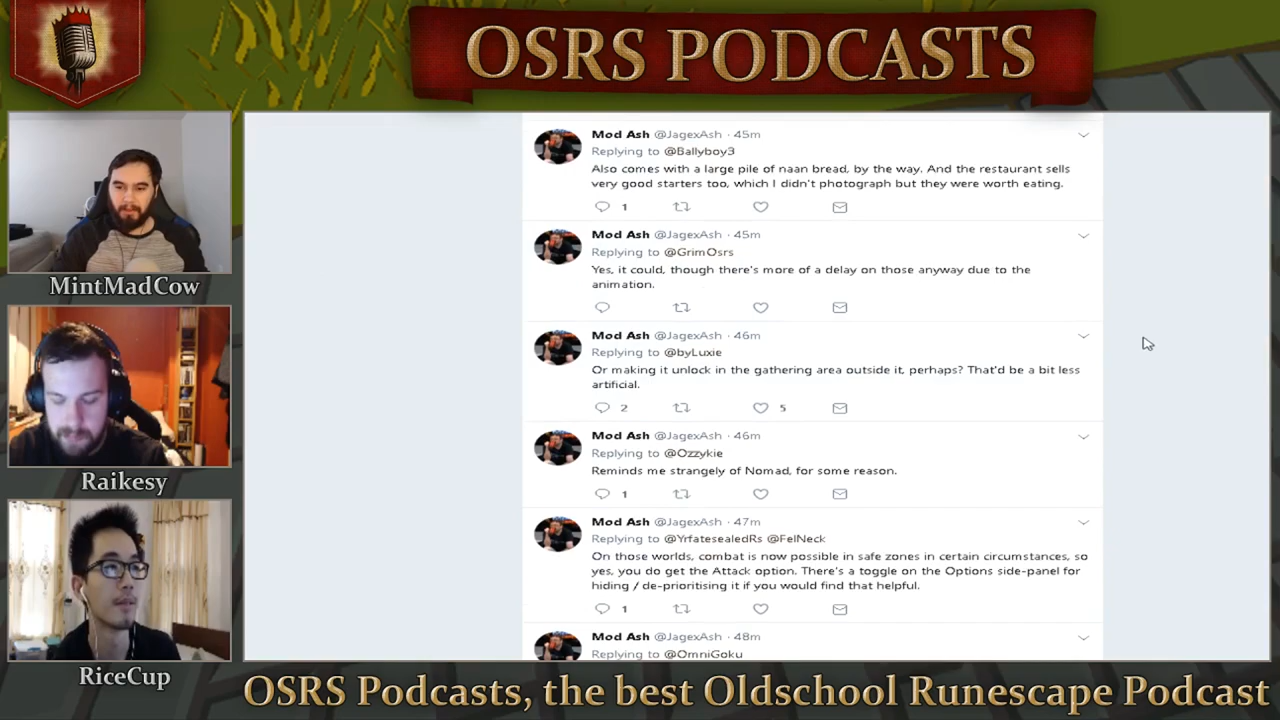 OSRS PODCASTS
MintMadCow
Raikesy
RiceCup
Mod Ash @JagexAsh · 45m
Replying to @Ballyboy3
Also comes with a large pile of naan bread, by the way. And the restaurant sells
very good starters too, which I didn't photograph but they were worth eating.
1
Mod Ash @JagexAsh · 45m
Replying to @GrimOsrs
Yes, it could, though there's more of a delay on those anyway due to the
animation.
Mod Ash @JagexAsh · 46m
Replying to @byLuxie
Or making it unlock in the gathering area outside it, perhaps? That'd be a bit less
artificial.
2 5
Mod Ash @JagexAsh · 46m
Replying to @Ozzykie
Reminds me strangely of Nomad, for some reason.
1
Mod Ash @JagexAsh · 47m
Replying to @YrfatesealedRs @FelNeck
On those worlds, combat is now possible in safe zones in certain circumstances, so
yes, you do get the Attack option. There's a toggle on the Options side-panel for
hiding / de-prioritising it if you would find that helpful.
1
Mod Ash @JagexAsh · 48m
Replying to @OmniGoku
OSRS Podcasts, the best Oldschool Runescape Podcast